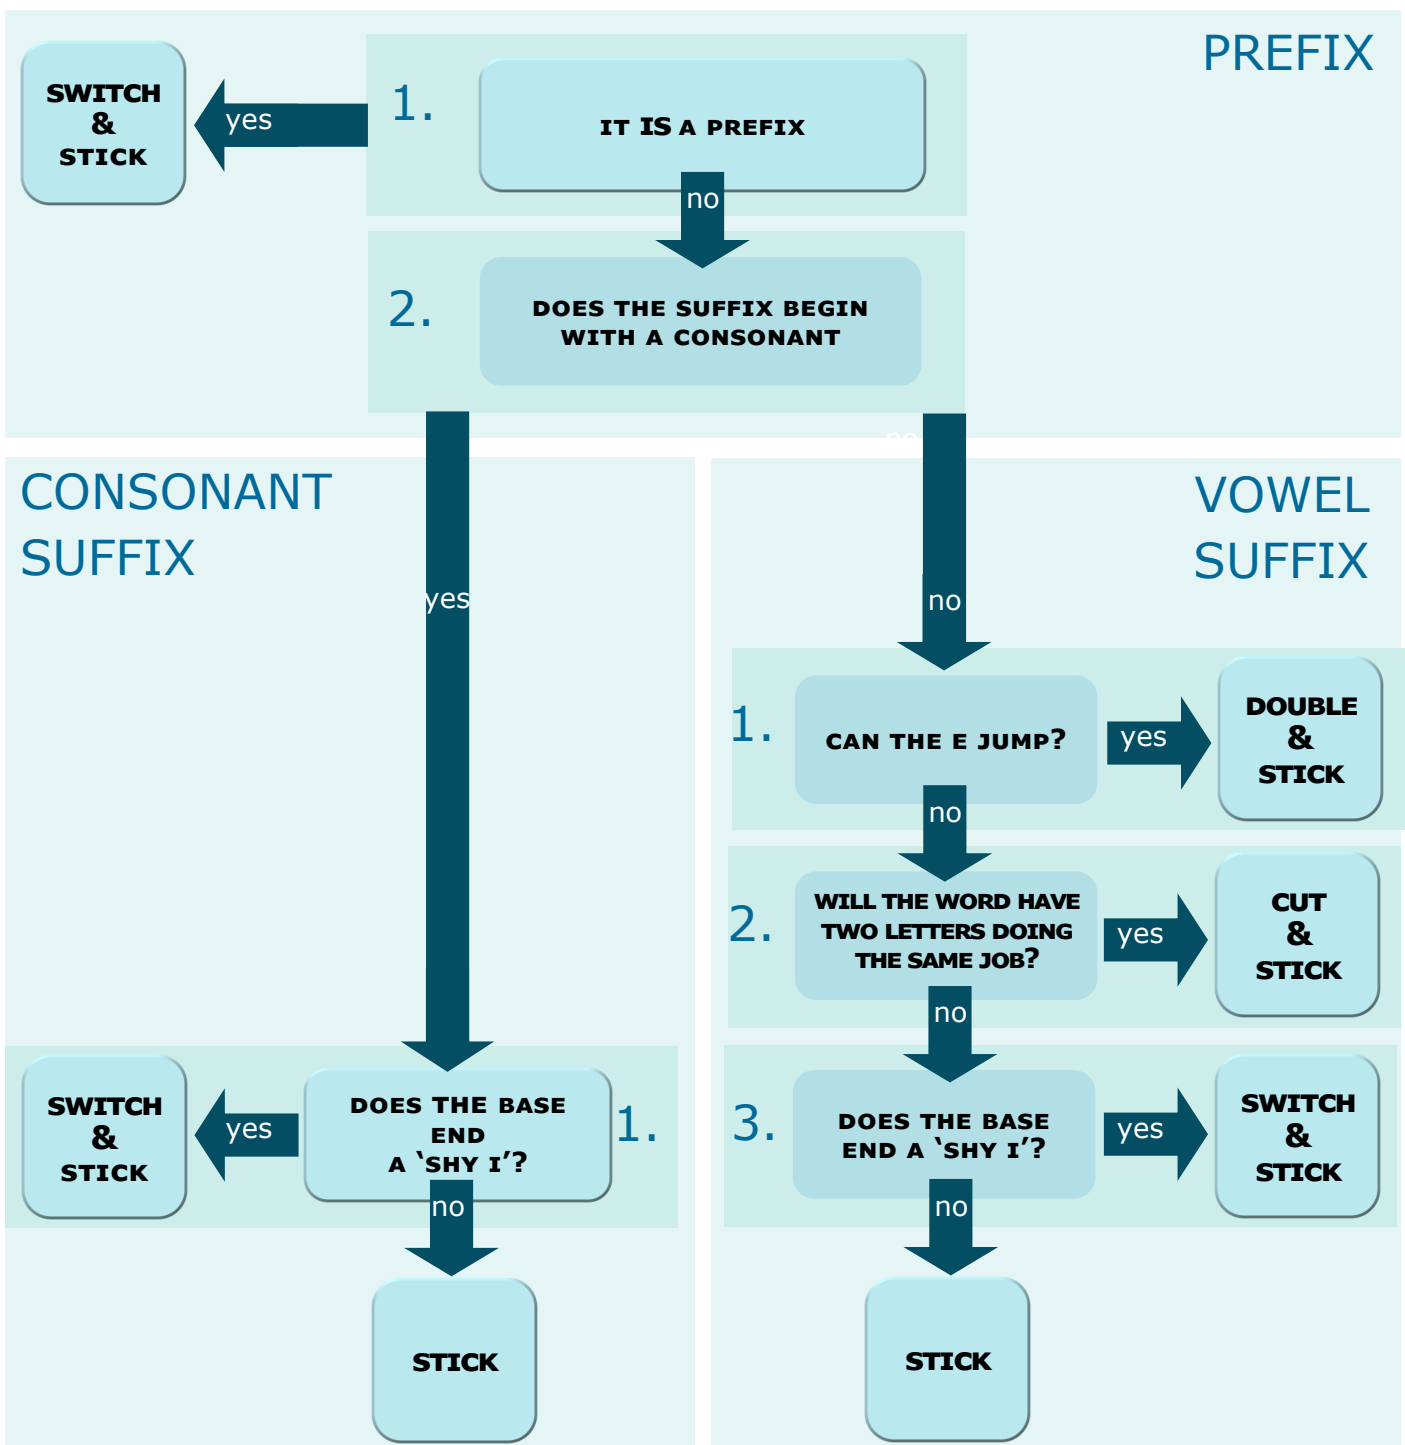 PREFIX
1.
IT IS A PREFIX
yes
SWITCH
&
STICK
no
2.
DOES THE SUFFIX BEGIN
WITH A CONSONANT
no
CONSONANT
SUFFIX
yes
SWITCH
&
STICK
yes
DOES THE BASE
END
A ‘SHY I’?
1.
no
STICK
VOWEL
SUFFIX
no
1.
CAN THE E JUMP?
yes
DOUBLE
&
STICK
no
2.
WILL THE WORD HAVE
TWO LETTERS DOING
THE SAME JOB?
yes
CUT
&
STICK
no
3.
DOES THE BASE
END A ‘SHY I’?
yes
SWITCH
&
STICK
no
STICK